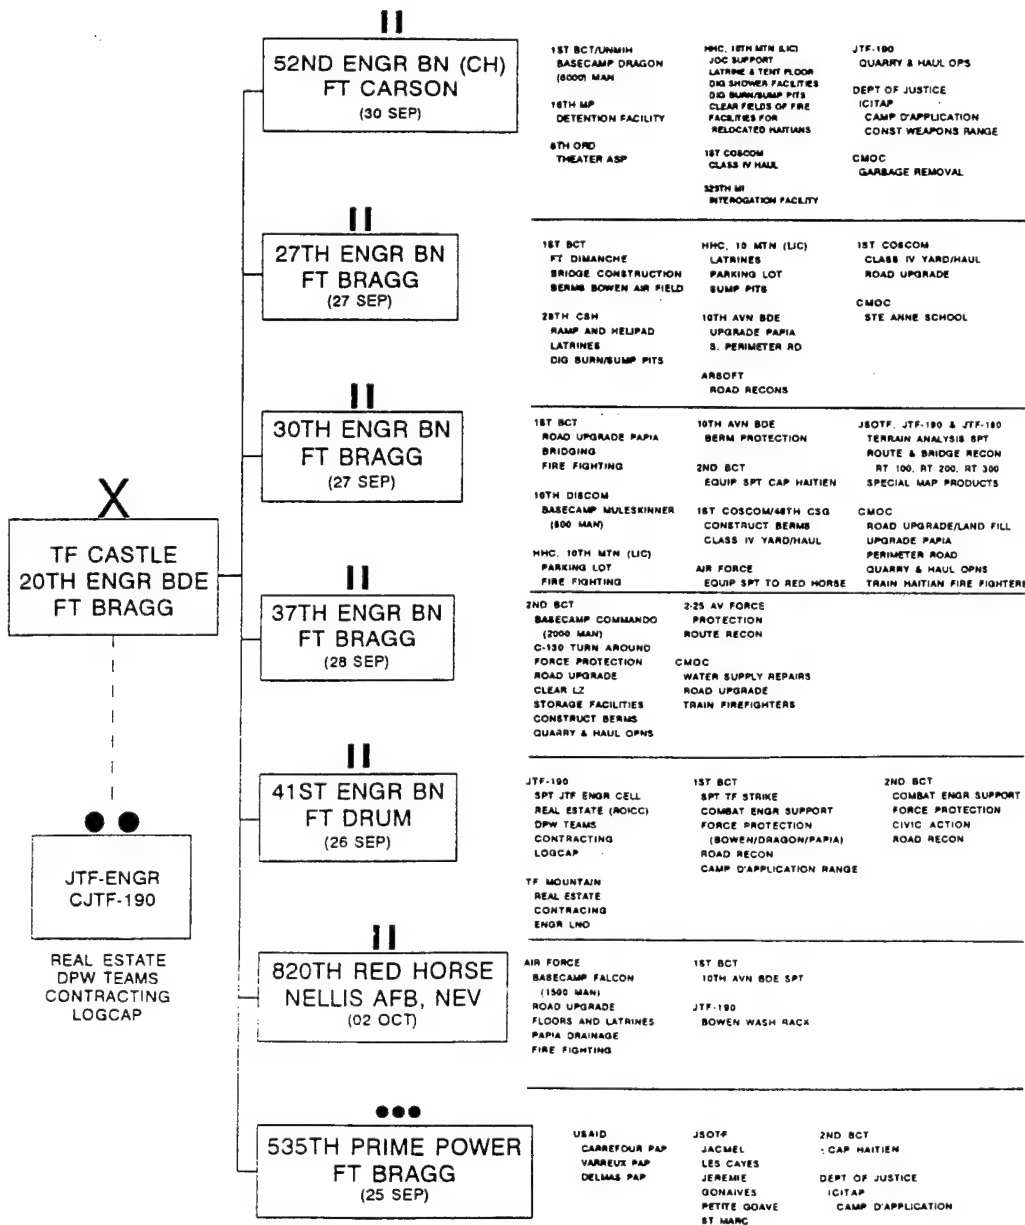 X
TF CASTLE
20TH ENGR BDE
FT BRAGG
JTF-ENGR
CJTF-190
REAL ESTATE
DPW TEAMS
CONTRACTING
LOGCAP
52ND ENGR BN (CH)
FT CARSON
(30 SEP)
1ST BCT/UNMIH
BASECAMP DRAGON
(6000) MAN
16TH MP
DETENTION FACILITY
6TH ORD
THEATER ASP
HHC, 10TH MTN (LIC)
JOC SUPPORT
LATRINE & TENT FLOOR
DIG SHOWER FACILITIES
DIG BURN/SUMP PITS
CLEAR FIELDS OF FIRE
FACILITIES FOR
RELOCATED HAITIANS
1ST COSCOM
CLASS IV HAUL
325TH MI
INTEROGATION FACILITY
JTF-190
QUARRY & HAUL OPS
DEPT OF JUSTICE
ICITAP
CAMP D'APPLICATION
CONST WEAPONS RANGE
CMOC
GARBAGE REMOVAL
27TH ENGR BN
FT BRAGG
(27 SEP)
1ST BCT
FT DIMANCHE
BRIDGE CONSTRUCTION
BERMS BOWEN AIR FIELD
28TH CSH
RAMP AND HELIPAD
LATRINES
DIG BURN/SUMP PITS
HHC, 10 MTN (LIC)
LATRINES
PARKING LOT
SUMP PITS
10TH AVN BDE
UPGRADE PAPIA
S. PERIMETER RD
ARSOFT
ROAD RECONS
1ST COSCOM
CLASS IV YARD/HAUL
ROAD UPGRADE
CMOC
STE ANNE SCHOOL
30TH ENGR BN
FT BRAGG
(27 SEP)
1ST BCT
ROAD UPGRADE PAPIA
BRIDGING
FIRE FIGHTING
10TH DISCOM
BASECAMP MULESKINNER
(800 MAN)
HHC, 10TH MTN (LIC)
PARKING LOT
FIRE FIGHTING
10TH AVN BDE
BERM PROTECTION
2ND BCT
EQUIP SPT CAP HAITIEN
1ST COSCOM/46TH CSG
CONSTRUCT BERMS
CLASS IV YARD/HAUL
AIR FORCE
EQUIP SPT TO RED HORSE
JSOTF, JTF-190 & JTF-180
TERRAIN ANALYSIS SPT
ROUTE & BRIDGE RECON
RT 100, RT 200, RT 300
SPECIAL MAP PRODUCTS
CMOC
ROAD UPGRADE/LAND FILL
UPGRADE PAPIA
PERIMETER ROAD
QUARRY & HAUL OPNS
TRAIN HAITIAN FIRE FIGHTERS
37TH ENGR BN
FT BRAGG
(28 SEP)
2ND BCT
BASECAMP COMMANDO
(2000 MAN)
C-130 TURN AROUND
FORCE PROTECTION
ROAD UPGRADE
CLEAR LZ
STORAGE FACILITIES
CONSTRUCT BERMS
QUARRY & HAUL OPNS
2-25 AV FORCE
PROTECTION
ROUTE RECON
CMOC
WATER SUPPLY REPAIRS
ROAD UPGRADE
TRAIN FIREFIGHTERS
41ST ENGR BN
FT DRUM
(26 SEP)
JTF-190
SPT JTF ENGR CELL
REAL ESTATE (ROICC)
DPW TEAMS
CONTRACTING
LOGCAP
TF MOUNTAIN
REAL ESTATE
CONTRACING
ENGR LNO
1ST BCT
SPT TF STRIKE
COMBAT ENGR SUPPORT
FORCE PROTECTION
(BOWEN/DRAGON/PAPIA)
ROAD RECON
CAMP D'APPLICATION RANGE
2ND BCT
COMBAT ENGR SUPPORT
FORCE PROTECTION
CIVIC ACTION
ROAD RECON
820TH RED HORSE
NELLIS AFB, NEV
(02 OCT)
AIR FORCE
BASECAMP FALCON
(1500 MAN)
ROAD UPGRADE
FLOORS AND LATRINES
PAPIA DRAINAGE
FIRE FIGHTING
1ST BCT
10TH AVN BDE SPT
JTF-190
BOWEN WASH RACK
535TH PRIME POWER
FT BRAGG
(25 SEP)
USAID
CARREFOUR PAP
VARREUX PAP
DELMAS PAP
JSOTF
JACMEL
LES CAYES
JEREMIE
GONAIVES
PETITE GOAVE
ST MARC
2ND BCT
CAP HAITIEN
DEPT OF JUSTICE
ICITAP
CAMP D'APPLICATION